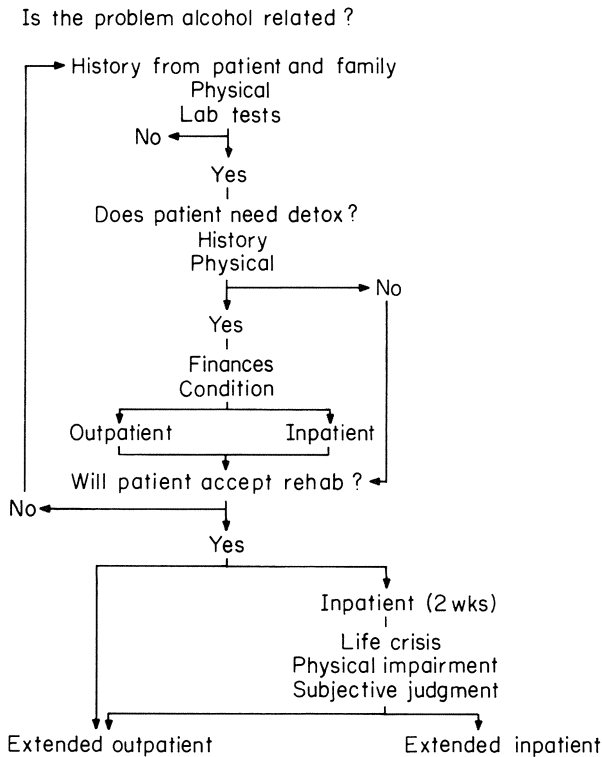 Is the problem alcohol related?
History from patient and family
Physical
Lab tests
No
Yes
Does patient need detox?
History
Physical
No
Yes
Finances
Condition
Outpatient Inpatient
Will patient accept rehab?
No
Yes
Inpatient (2 wks)
Life crisis
Physical impairment
Subjective judgment
Extended outpatient Extended inpatient